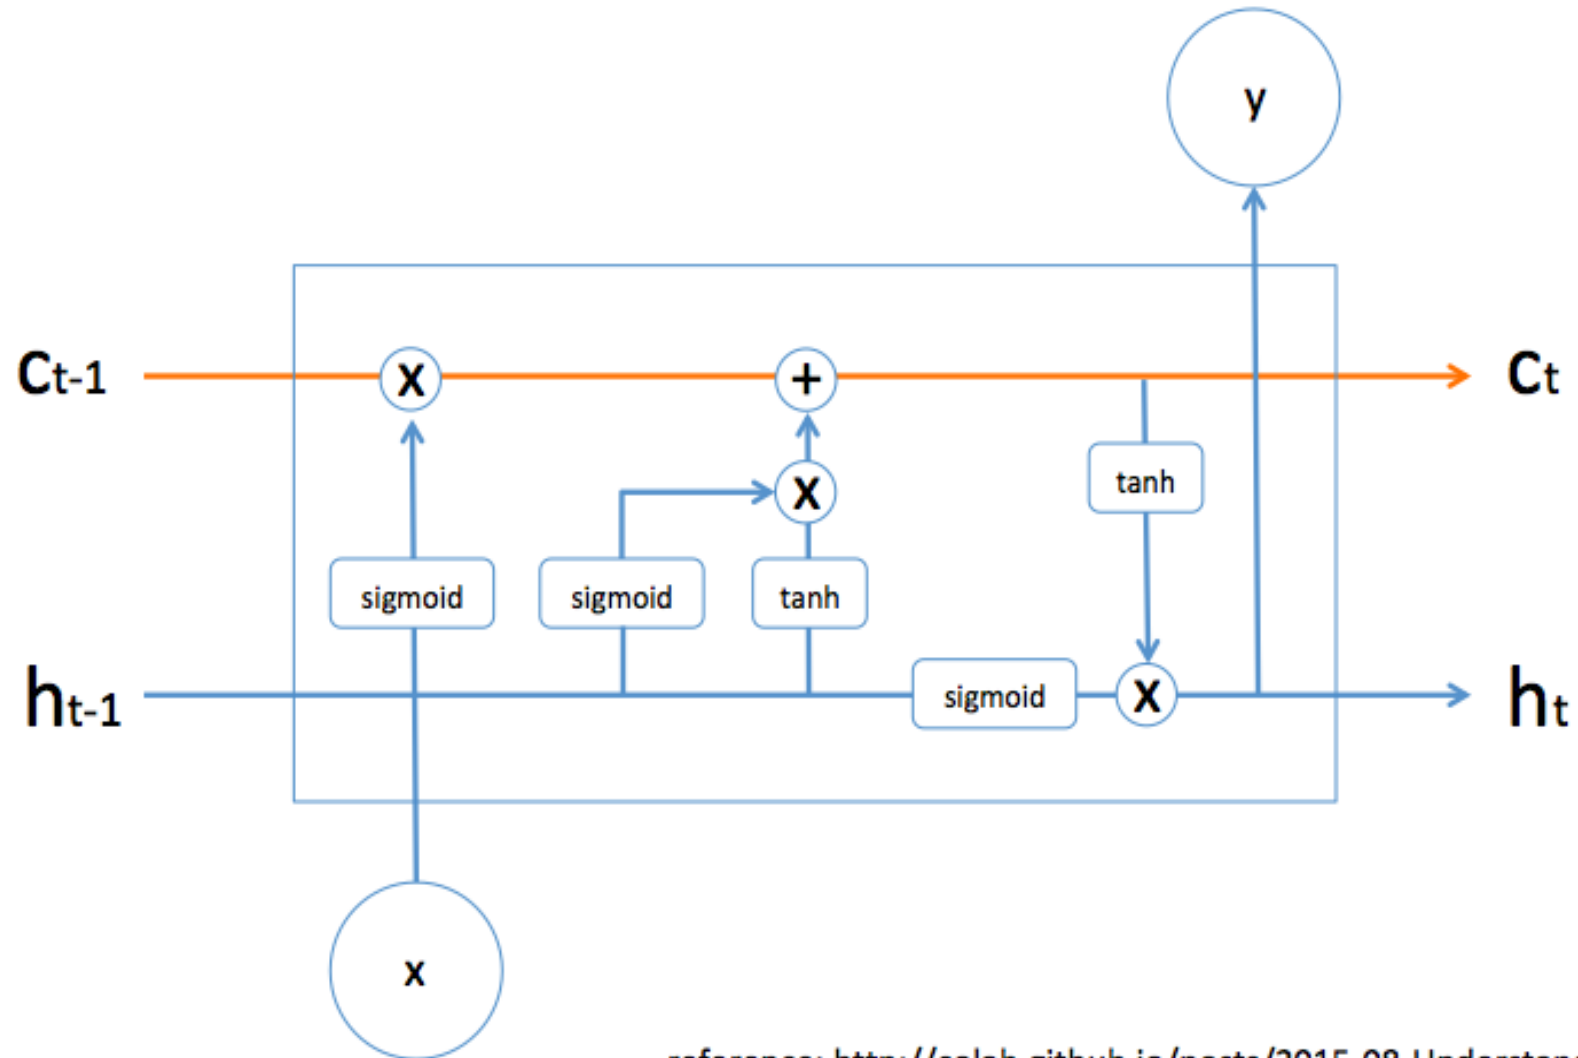 y
Ct-1
X
+
Ct
X
tanh
sigmoid
sigmoid
tanh
ht-1
sigmoid
X
ht
x